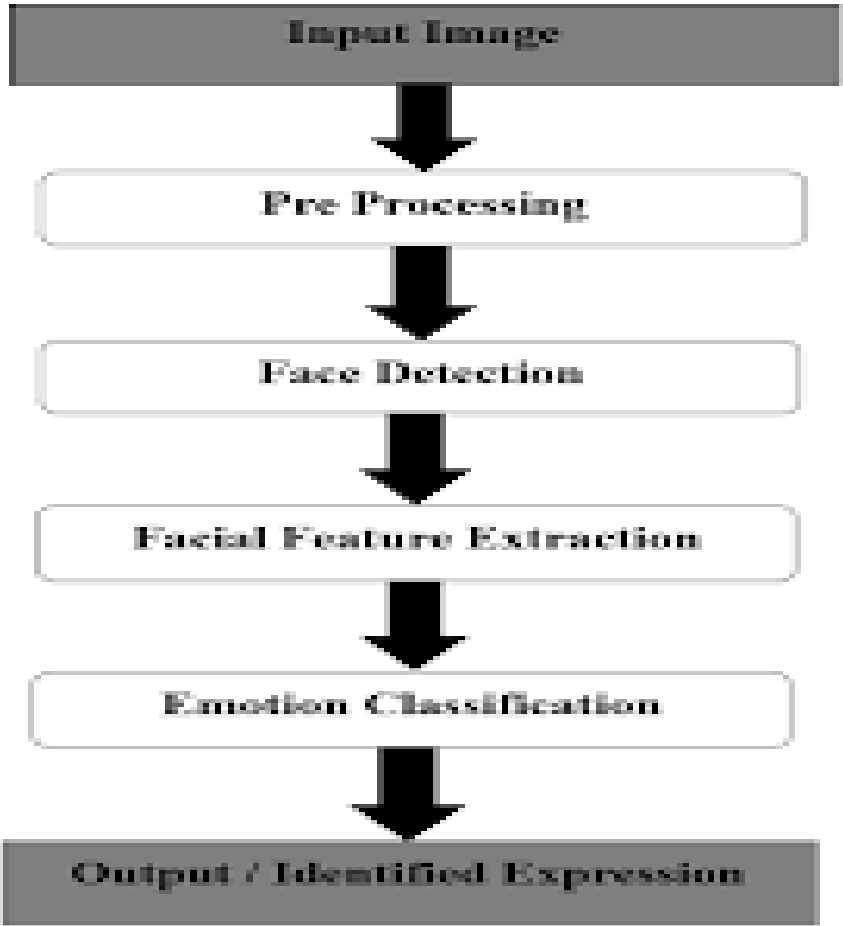 Input Image
Pre Processing
Face Detection
Facial Feature Extraction
Emotion Classification
Output / Identified Expression